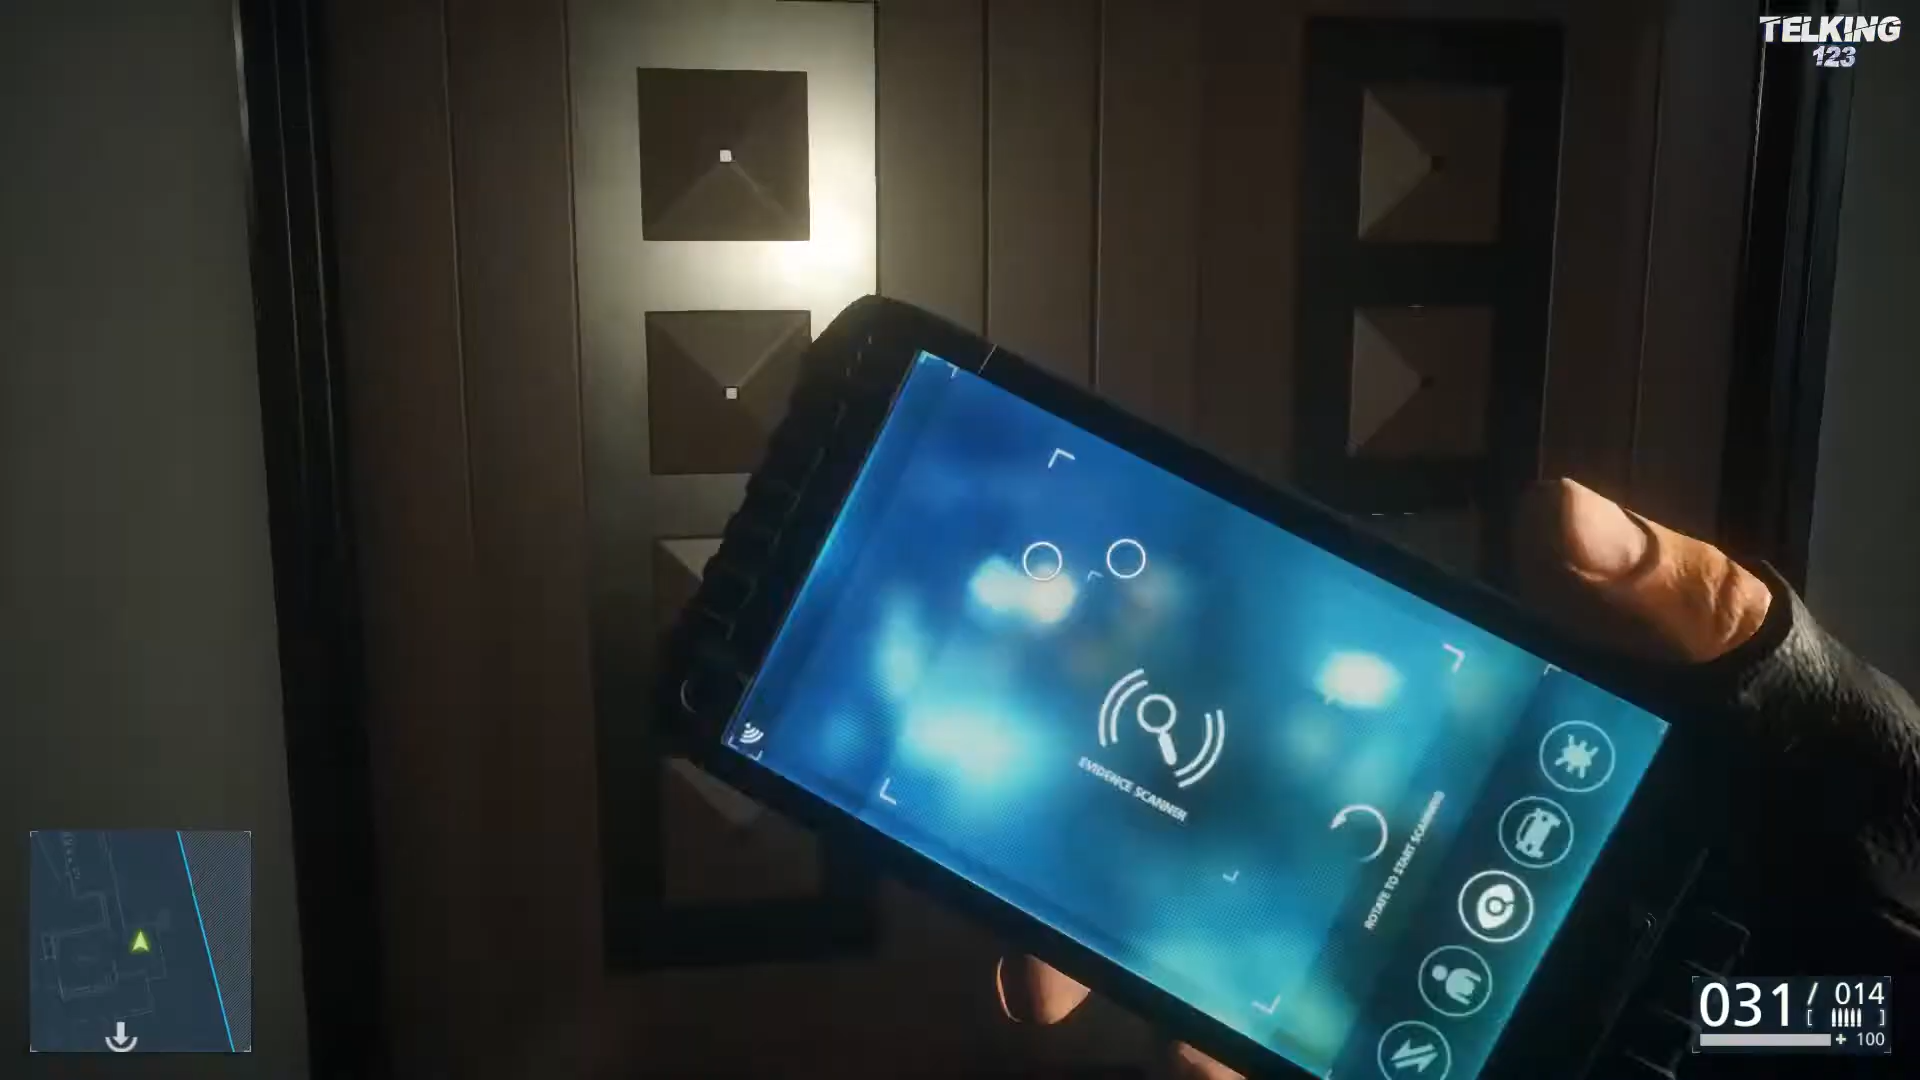 TELKING
123
EVIDENCE SCANNER
ROTATE TO START SCANNING
031 / 014
+ 100